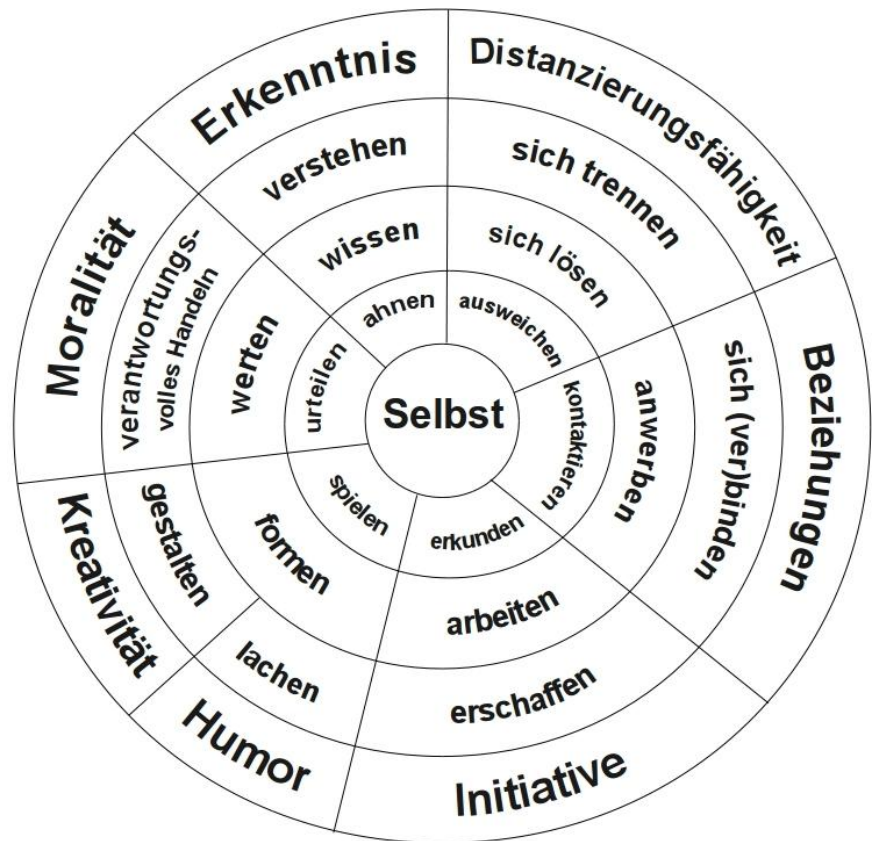 Selbst
Erkenntnis
verstehen
wissen
ahnen
Distanzierungsfähigkeit
sich trennen
sich lösen
ausweichen
Beziehungen
sich (ver)binden
anwerben
kontaktieren
Initiative
erschaffen
arbeiten
erkunden
Humor
lachen
Kreativität
gestalten
formen
spielen
Moralität
verantwortungs-
volles Handeln
werten
urteilen